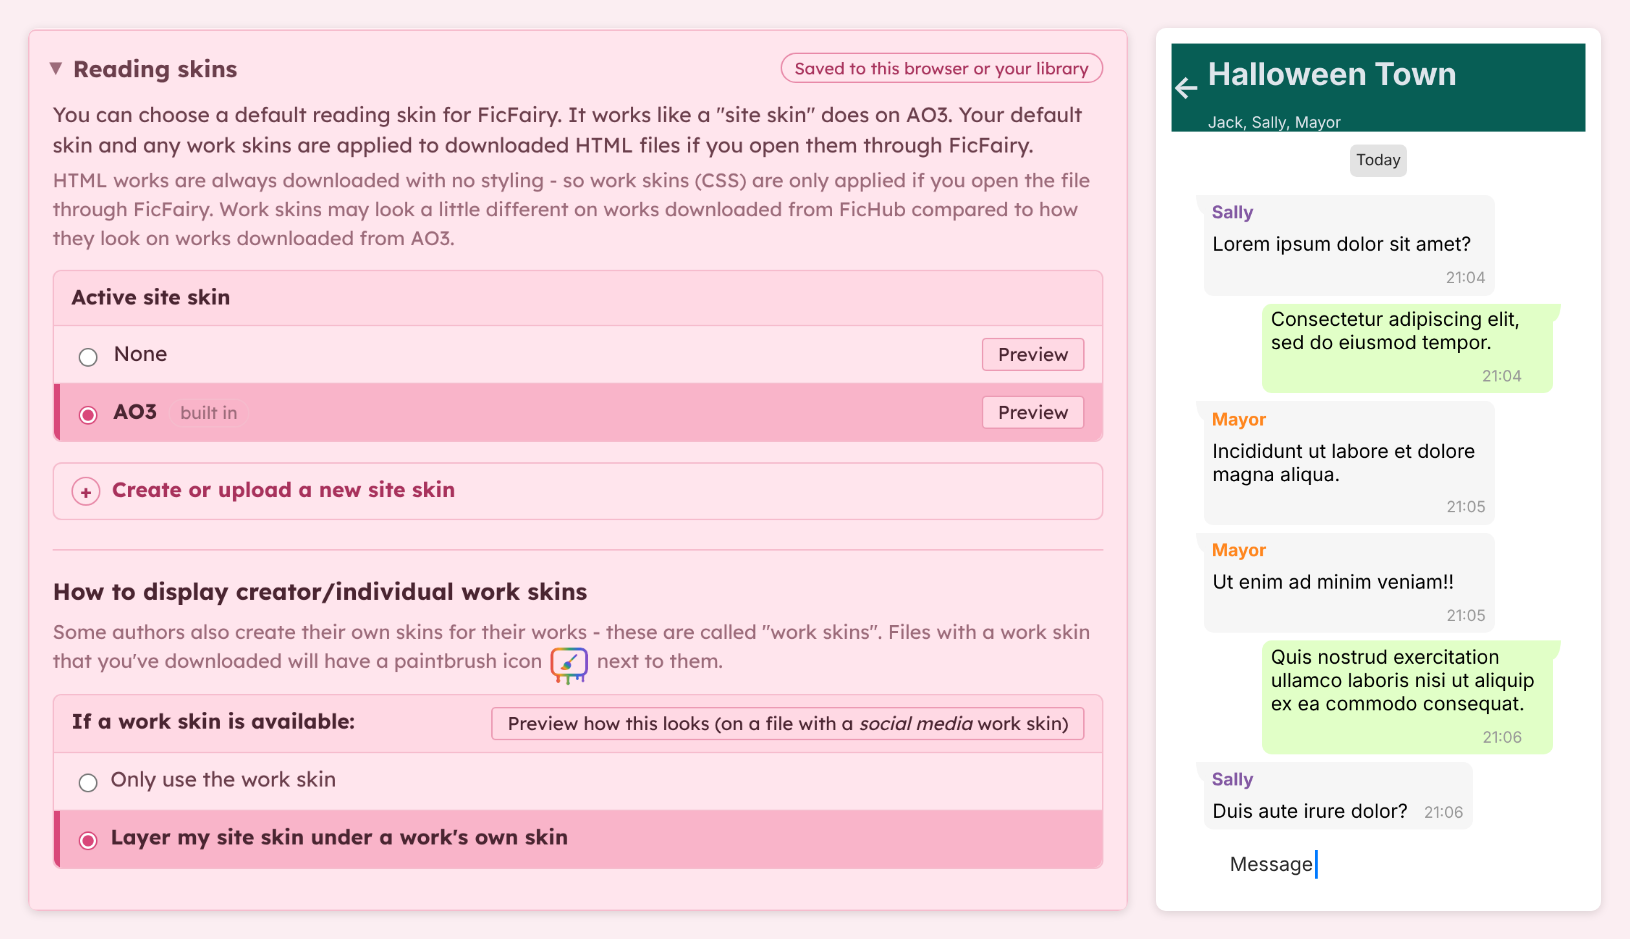 Reading skins
Saved to this browser or your library
You can choose a default reading skin for FicFairy. It works like a "site skin" does on AO3. Your default
skin and any work skins are applied to downloaded HTML files if you open them through FicFairy.
HTML works are always downloaded with no styling - so work skins (CSS) are only applied if you open the file
through FicFairy. Work skins may look a little different on works downloaded from FicHub compared to how
they look on works downloaded from AO3.
Active site skin
None
Preview
AO3 built in
Preview
+ Create or upload a new site skin
How to display creator/individual work skins
Some authors also create their own skins for their works - these are called "work skins". Files with a work skin
that you've downloaded will have a paintbrush icon next to them.
If a work skin is available:
Preview how this looks (on a file with a social media work skin)
Only use the work skin
Layer my site skin under a work's own skin
Halloween Town
Jack, Sally, Mayor
Today
Sally
Lorem ipsum dolor sit amet?
21:04
Consectetur adipiscing elit,
sed do eiusmod tempor.
21:04
Mayor
Incididunt ut labore et dolore
magna aliqua.
21:05
Mayor
Ut enim ad minim veniam!!
21:05
Quis nostrud exercitation
ullamco laboris nisi ut aliquip
ex ea commodo consequat.
21:06
Sally
Duis aute irure dolor? 21:06
Message